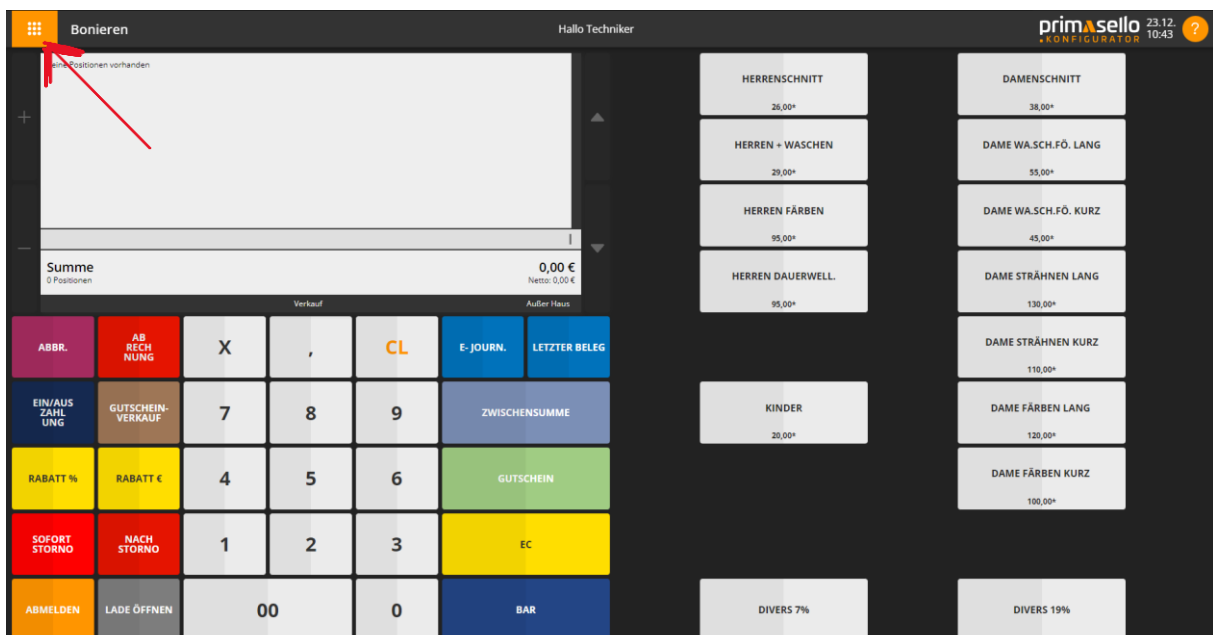 Bonieren
Hallo Techniker
primasello
.KONFIGURATOR
23.12.
10:43
?
eine Positionen vorhanden
+
−
Summe
0,00 €
0 Positionen
Netto: 0,00 €
Verkauf
Außer Haus
ABBR.
AB
RECH
NUNG
X
,
CL
E- JOURN.
LETZTER BELEG
EIN/AUS
ZAHL
UNG
GUTSCHEIN-
VERKAUF
7
8
9
ZWISCHENSUMME
RABATT %
RABATT €
4
5
6
GUTSCHEIN
SOFORT
STORNO
NACH
STORNO
1
2
3
EC
ABMELDEN
LADE ÖFFNEN
00
0
BAR
HERRENSCHNITT
26,00*
DAMENSCHNITT
38,00*
HERREN + WASCHEN
29,00*
DAME WA.SCH.FÖ. LANG
55,00*
HERREN FÄRBEN
95,00*
DAME WA.SCH.FÖ. KURZ
45,00*
HERREN DAUERWELL.
95,00*
DAME STRÄHNEN LANG
130,00*
DAME STRÄHNEN KURZ
110,00*
KINDER
20,00*
DAME FÄRBEN LANG
120,00*
DAME FÄRBEN KURZ
100,00*
DIVERS 7%
DIVERS 19%